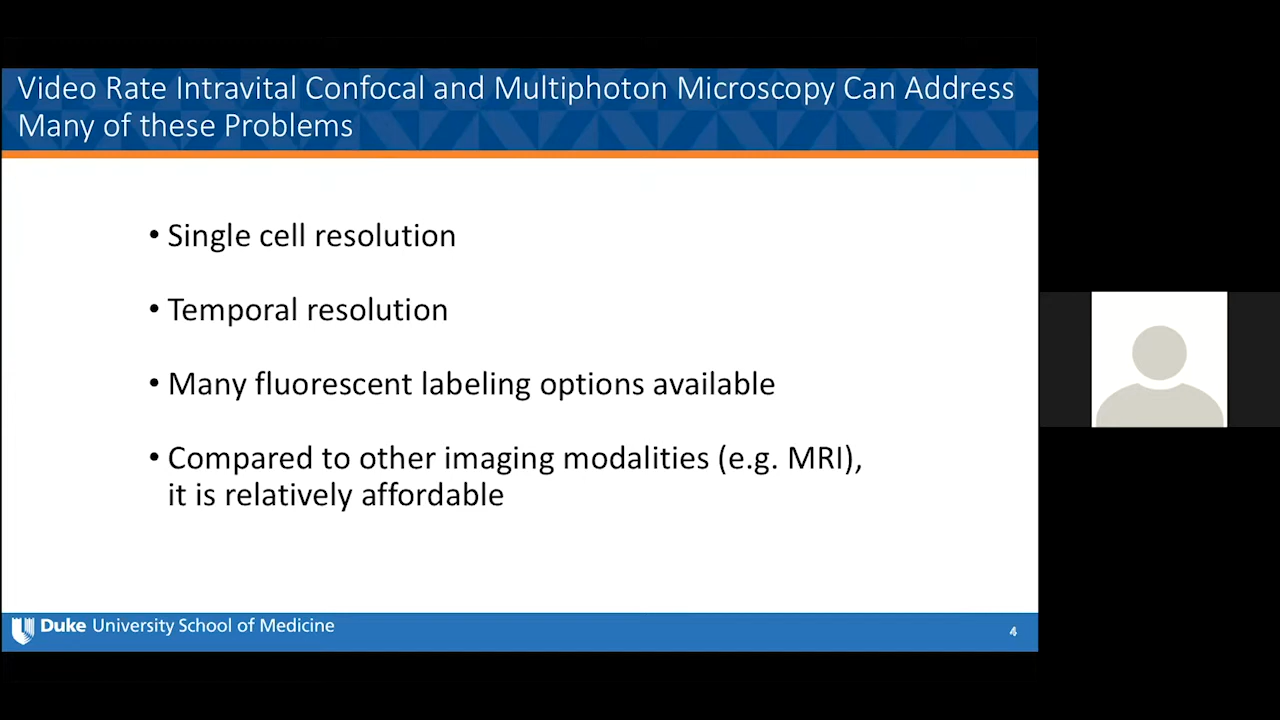 Video Rate Intravital Confocal and Multiphoton Microscopy Can Address
Many of these Problems
• Single cell resolution
• Temporal resolution
• Many fluorescent labeling options available
• Compared to other imaging modalities (e.g. MRI),
it is relatively affordable
Duke University School of Medicine
4